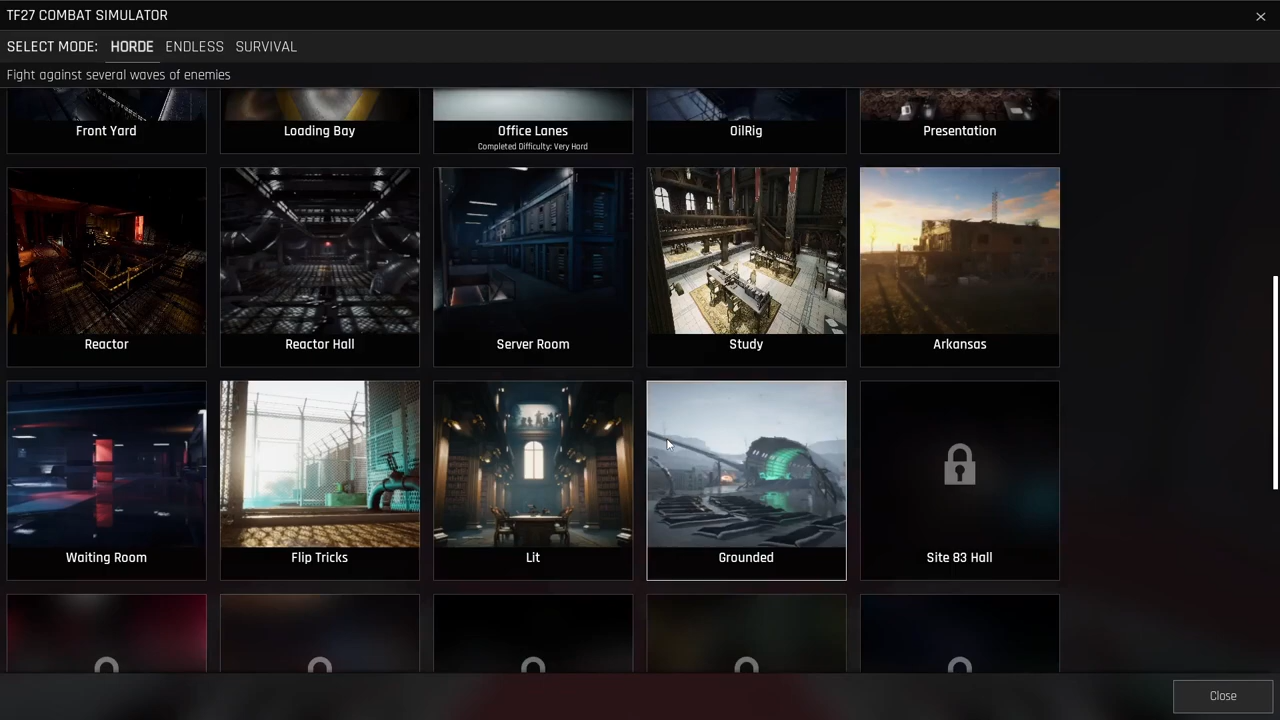 TF27 COMBAT SIMULATOR
SELECT MODE: HORDE ENDLESS SURVIVAL
Fight against several waves of enemies
Front Yard
Loading Bay
Office Lanes
Completed Difficulty: Very Hard
OilRig
Presentation
Reactor
Reactor Hall
Server Room
Study
Arkansas
Waiting Room
Flip Tricks
Lit
Grounded
Site 83 Hall
Close